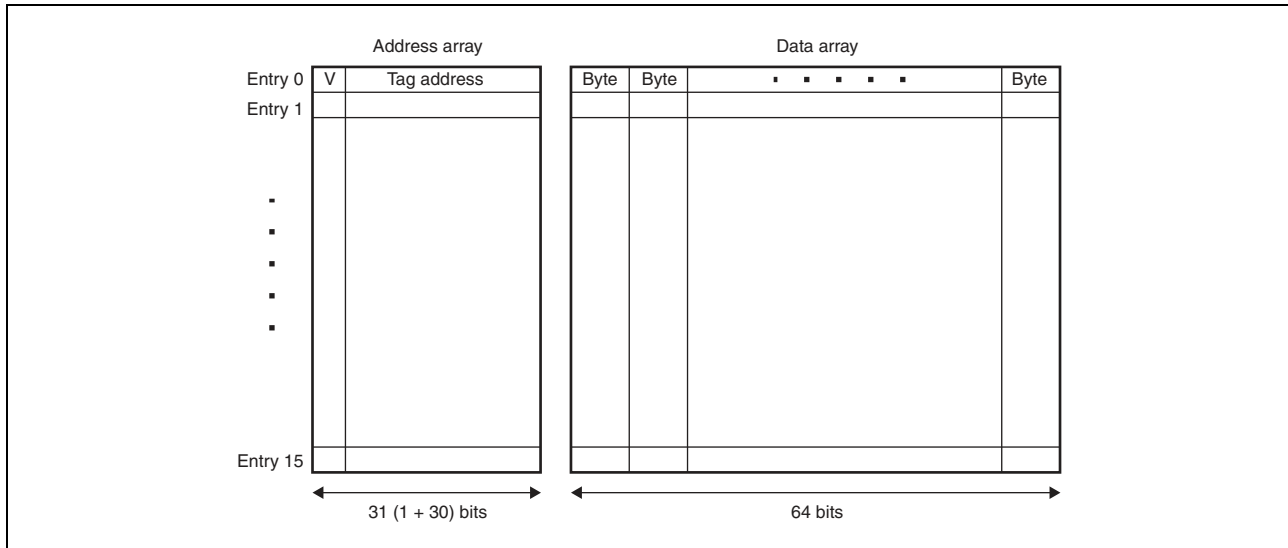 Address array
Data array
Entry 0 V Tag address Byte Byte Byte
Entry 1
Entry 15
31 (1 + 30) bits
64 bits